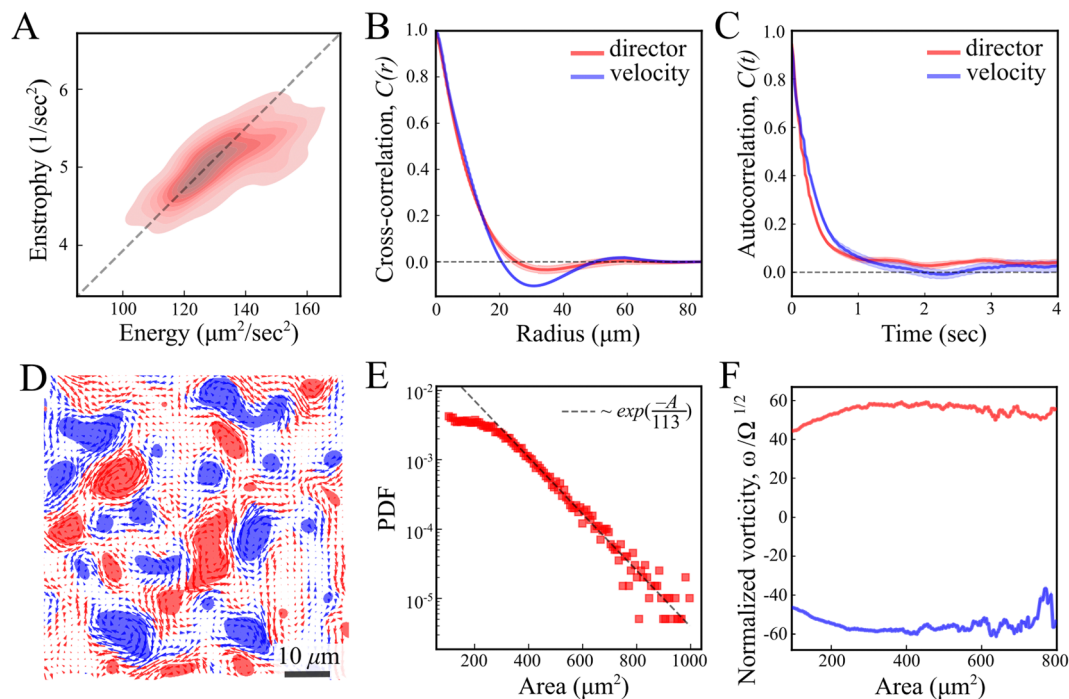 A
Enstrophy (1/sec²)
6
5
4
100 120 140 160
Energy (μm²/sec²)
B
Cross-correlation, C(r)
1.0
0.8
0.6
0.4
0.2
0.0
director
velocity
0 20 40 60 80
Radius (μm)
C
Autocorrelation, C(t)
1.0
0.8
0.6
0.4
0.2
0.0
director
velocity
0 1 2 3 4
Time (sec)
D
10 μm
E
PDF
10⁻²
10⁻³
10⁻⁴
10⁻⁵
~ exp(−A/113)
200 400 600 800 1000
Area (μm²)
F
Normalized vorticity, ω/Ω^1/2
60
40
20
0
-20
-40
-60
200 400 600 800
Area (μm²)